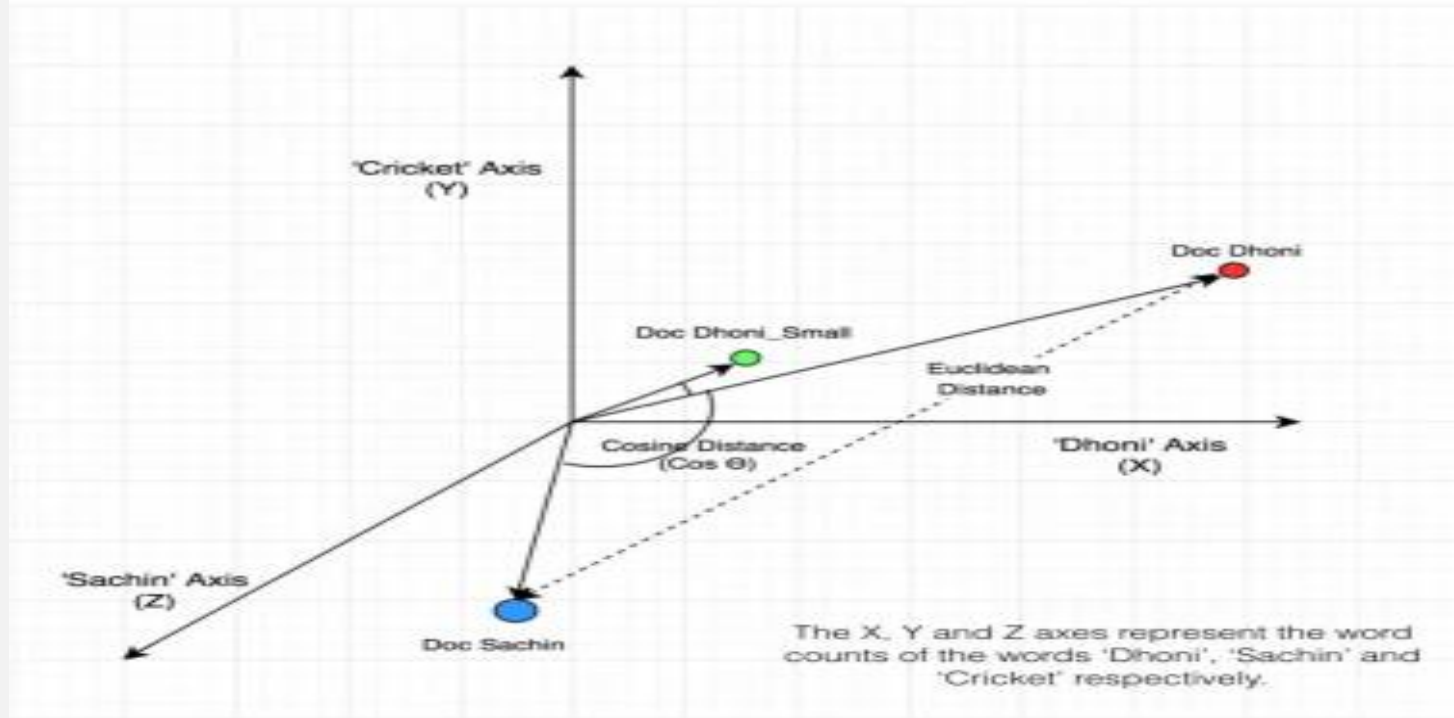 'Cricket' Axis
(Y)
Doc Dhoni
Doc Dhoni_Small
Euclidean
Distance
Cosine Distance
(Cos Θ)
'Dhoni' Axis
(X)
'Sachin' Axis
(Z)
Doc Sachin
The X, Y and Z axes represent the word
counts of the words 'Dhoni', 'Sachin' and
'Cricket' respectively.